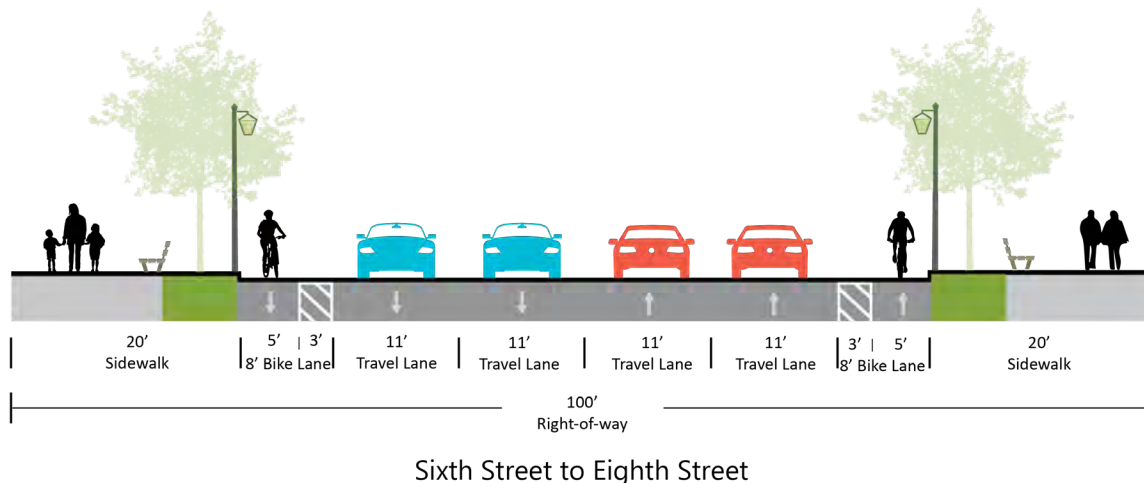 20’ 5’ 3’ 11’ 11’ 11’ 11’ 3’ 5’ 20’
Sidewalk 8’ Bike Lane Travel Lane Travel Lane Travel Lane Travel Lane 8’ Bike Lane Sidewalk
100’
Right-of-way
Sixth Street to Eighth Street